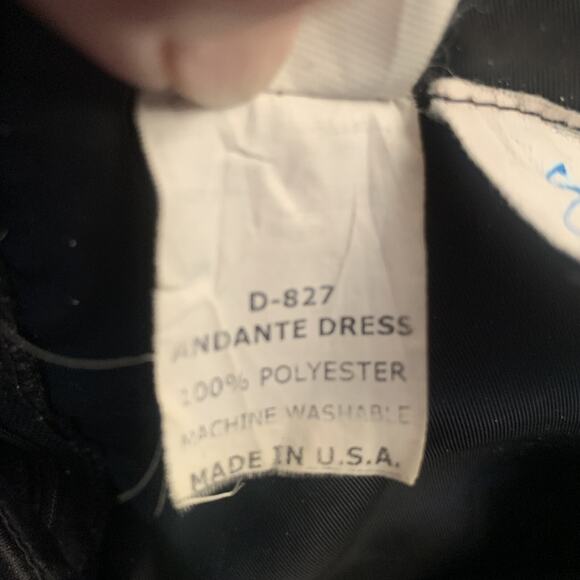 D-827
ANDANTE DRESS
100% POLYESTER
MACHINE WASHABLE
MADE IN U.S.A.